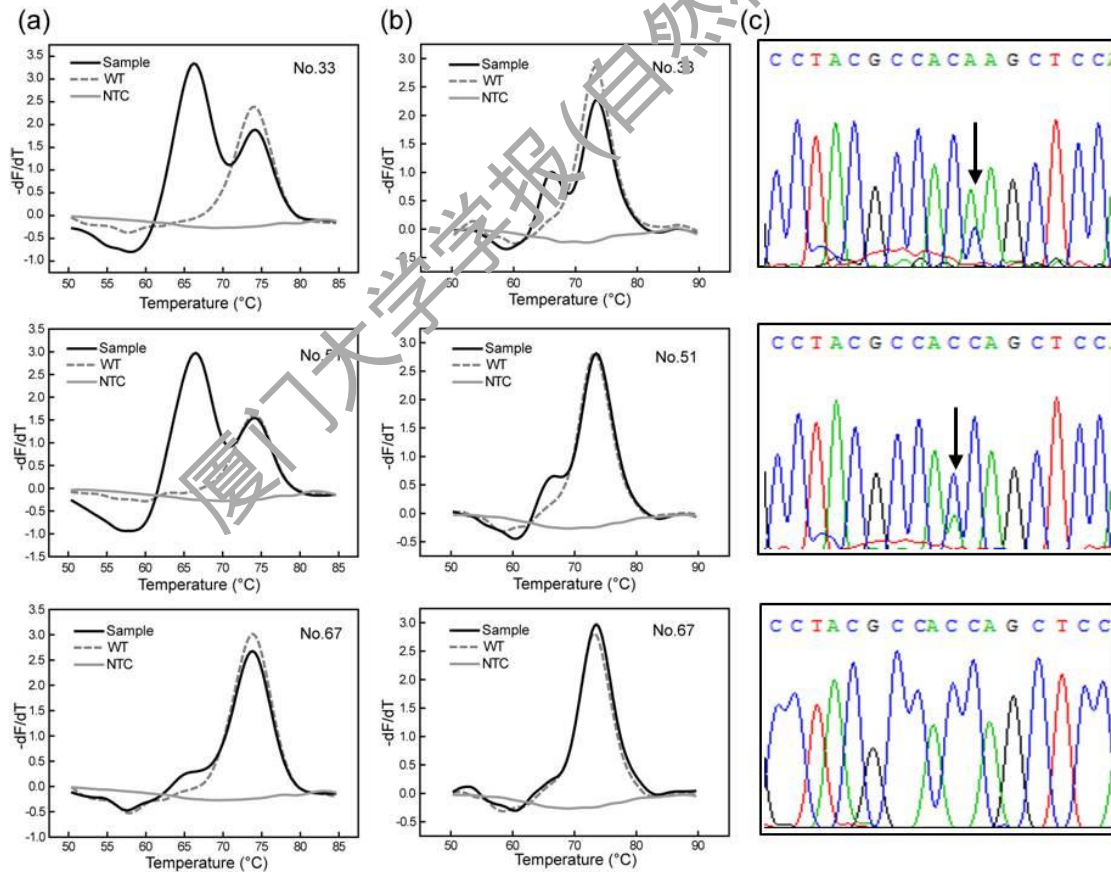 (a)
3.5
3.0
2.5
2.0
1.5
1.0
0.5
0.0
-0.5
-1.0
-dF/dT
Sample
WT
NTC
No.33
50 55 60 65 70 75 80 85
Temperature (°C)
(b)
3.0
2.5
2.0
1.5
1.0
0.5
0.0
-0.5
-dF/dT
Sample
WT
NTC
50 60 70 80 90
Temperature (°C)
(c)
C C T A C G C C A C A A G C T C C
3.5
3.0
2.5
2.0
1.5
1.0
0.5
0.0
-0.5
-1.0
-1.5
-dF/dT
Sample
WT
NTC
50 55 60 65 70 75 80 85
Temperature (°C)
3.0
2.5
2.0
1.5
1.0
0.5
0.0
-0.5
-dF/dT
Sample
WT
NTC
No.51
50 60 70 80 90
Temperature (°C)
C C T A C G C C A C C A G C T C C
3.5
3.0
2.5
2.0
1.5
1.0
0.5
0.0
-0.5
-1.0
-dF/dT
Sample
WT
NTC
No.67
50 55 60 65 70 75 80 85
Temperature (°C)
3.0
2.5
2.0
1.5
1.0
0.5
0.0
-0.5
-dF/dT
Sample
WT
NTC
No.67
50 60 70 80 90
Temperature (°C)
C C T A C G C C A C C A G C T C C
厦门大学学报(自然